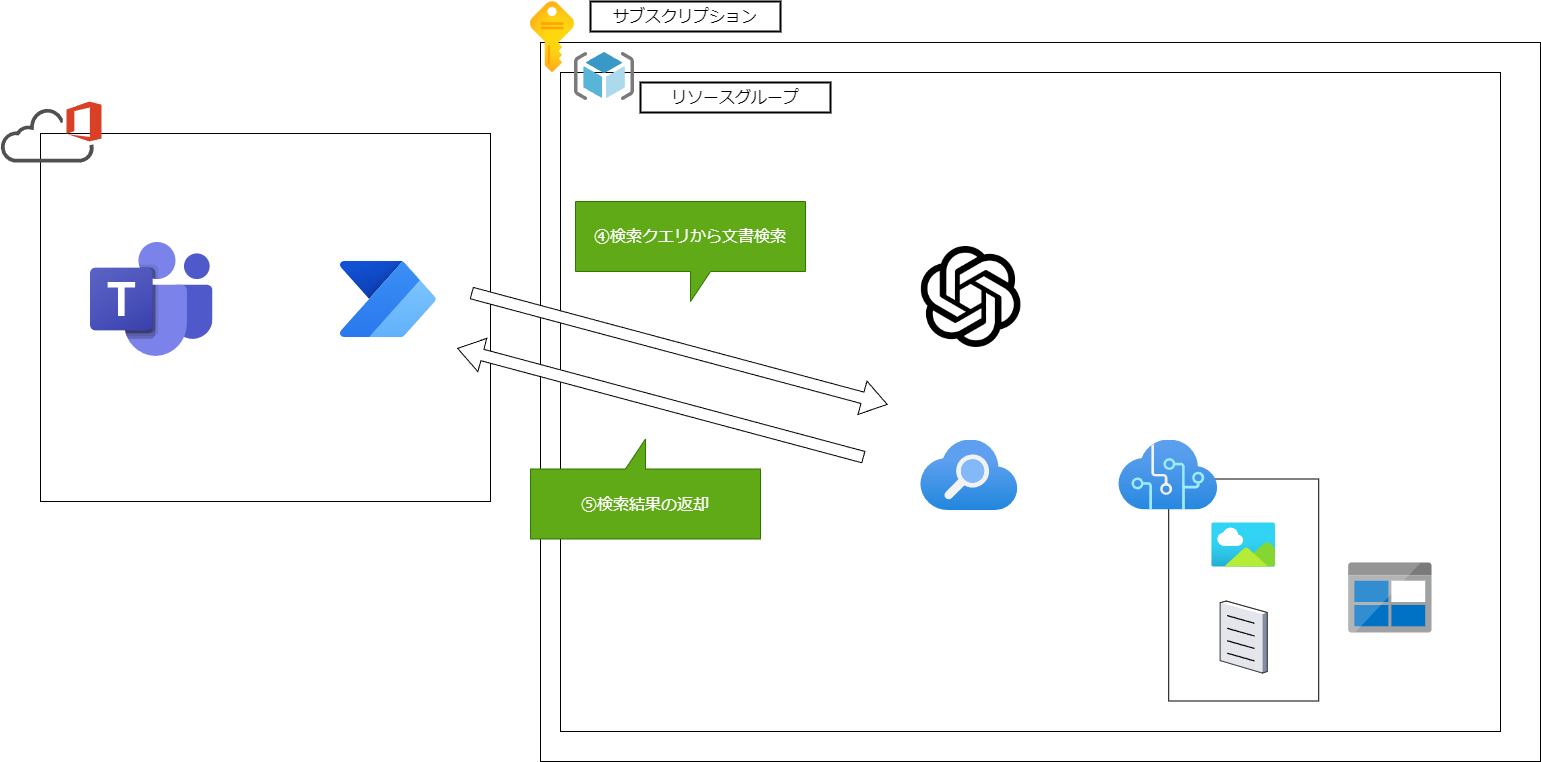 サブスクリプション
リソースグループ
④検索クエリから文書検索
T
⑤検索結果の返却